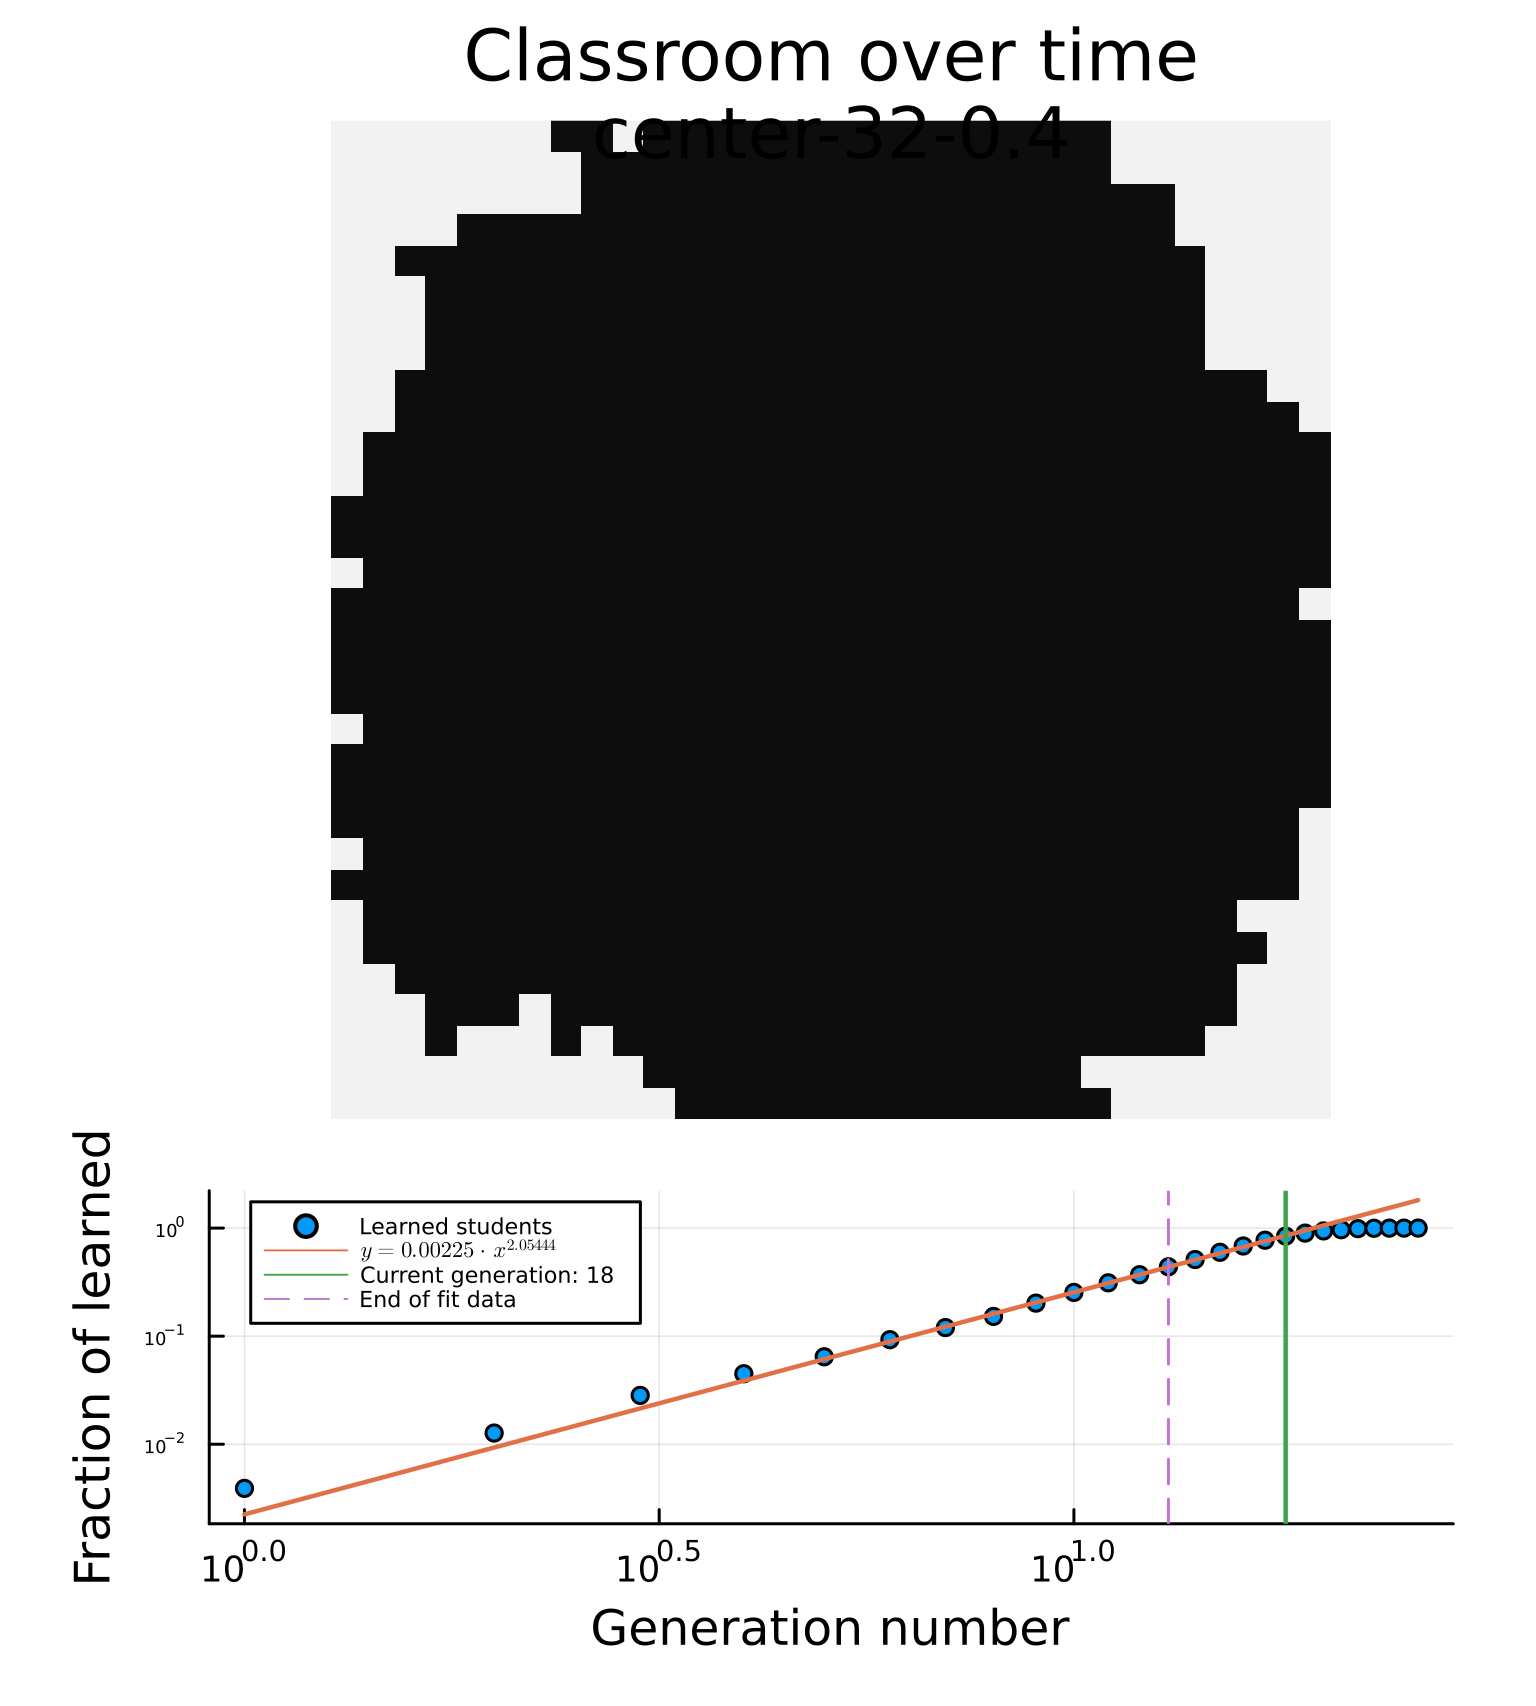 Classroom over time
center-32-0.4
Fraction of learned
10⁰
10⁻¹
10⁻²
Learned students
y = 0.00225 · x^2.05444
Current generation: 18
End of fit data
10^0.0
10^0.5
10^1.0
Generation number